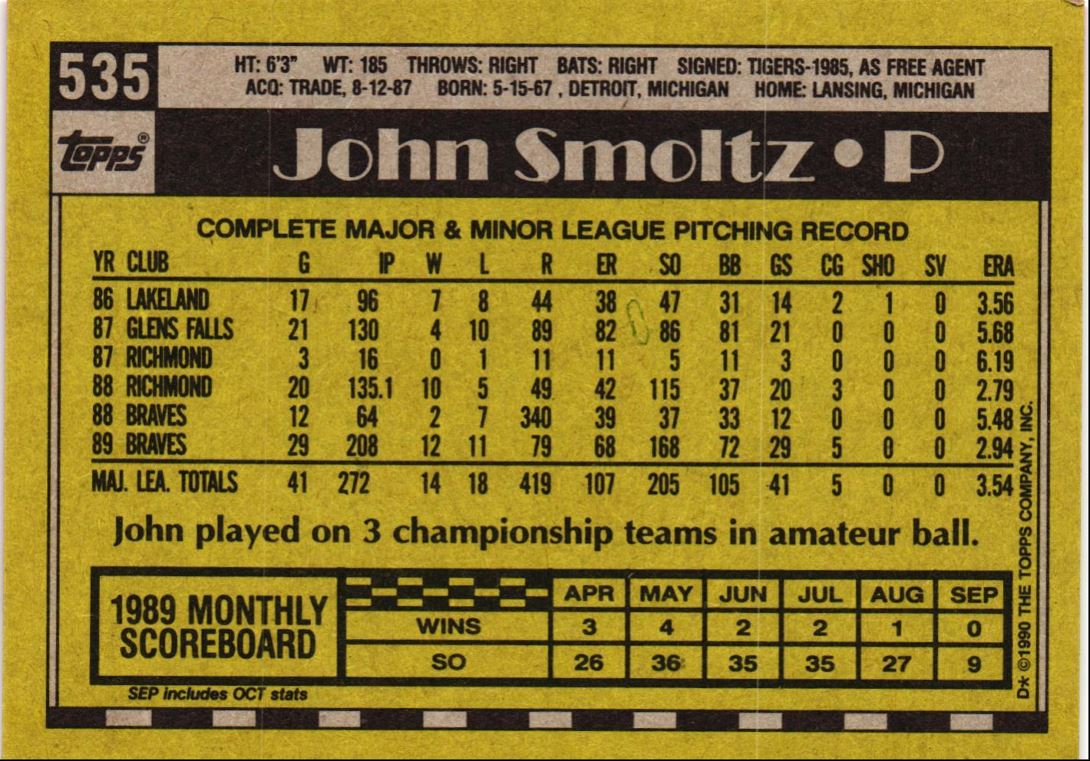 535
HT: 6'3" WT: 185 THROWS: RIGHT BATS: RIGHT SIGNED: TIGERS-1985, AS FREE AGENT
ACQ: TRADE, 8-12-87 BORN: 5-15-67 , DETROIT, MICHIGAN HOME: LANSING, MICHIGAN
topps®
John Smoltz • P
COMPLETE MAJOR & MINOR LEAGUE PITCHING RECORD
YR CLUB G IP W L R ER SO BB GS CG SHO SV ERA
86 LAKELAND 17 96 7 8 44 38 47 31 14 2 1 0 3.56
87 GLENS FALLS 21 130 4 10 89 82 86 81 21 0 0 0 5.68
87 RICHMOND 3 16 0 1 11 11 5 11 3 0 0 0 6.19
88 RICHMOND 20 135.1 10 5 49 42 115 37 20 3 0 0 2.79
88 BRAVES 12 64 2 7 340 39 37 33 12 0 0 0 5.48
89 BRAVES 29 208 12 11 79 68 168 72 29 5 0 0 2.94
MAJ. LEA. TOTALS 41 272 14 18 419 107 205 105 41 5 0 0 3.54
John played on 3 championship teams in amateur ball.
1989 MONTHLY
SCOREBOARD
APR MAY JUN JUL AUG SEP
WINS 3 4 2 2 1 0
SO 26 36 35 35 27 9
SEP includes OCT stats
D* ©1990 THE TOPPS COMPANY, INC.